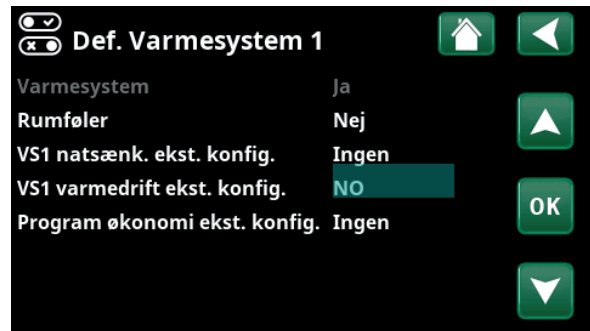 Def. Varmesystem 1
Varmesystem Ja
Rumføler Nej
VS1 natsænk. ekst. konfig. Ingen
VS1 varmedrift ekst. konfig. NO
Program økonomi ekst. konfig. Ingen
OK